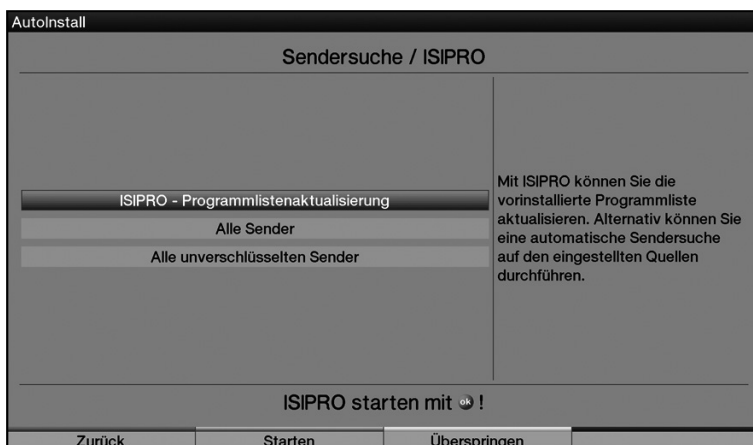 AutoInstall
Sendersuche / ISIPRO
ISIPRO - Programmlistenaktualisierung
Alle Sender
Alle unverschlüsselten Sender
Mit ISIPRO können Sie die
vorinstallierte Programmliste
aktualisieren. Alternativ können Sie
eine automatische Sendersuche
auf den eingestellten Quellen
durchführen.
ISIPRO starten mit ok !
Zurück
Starten
Überspringen